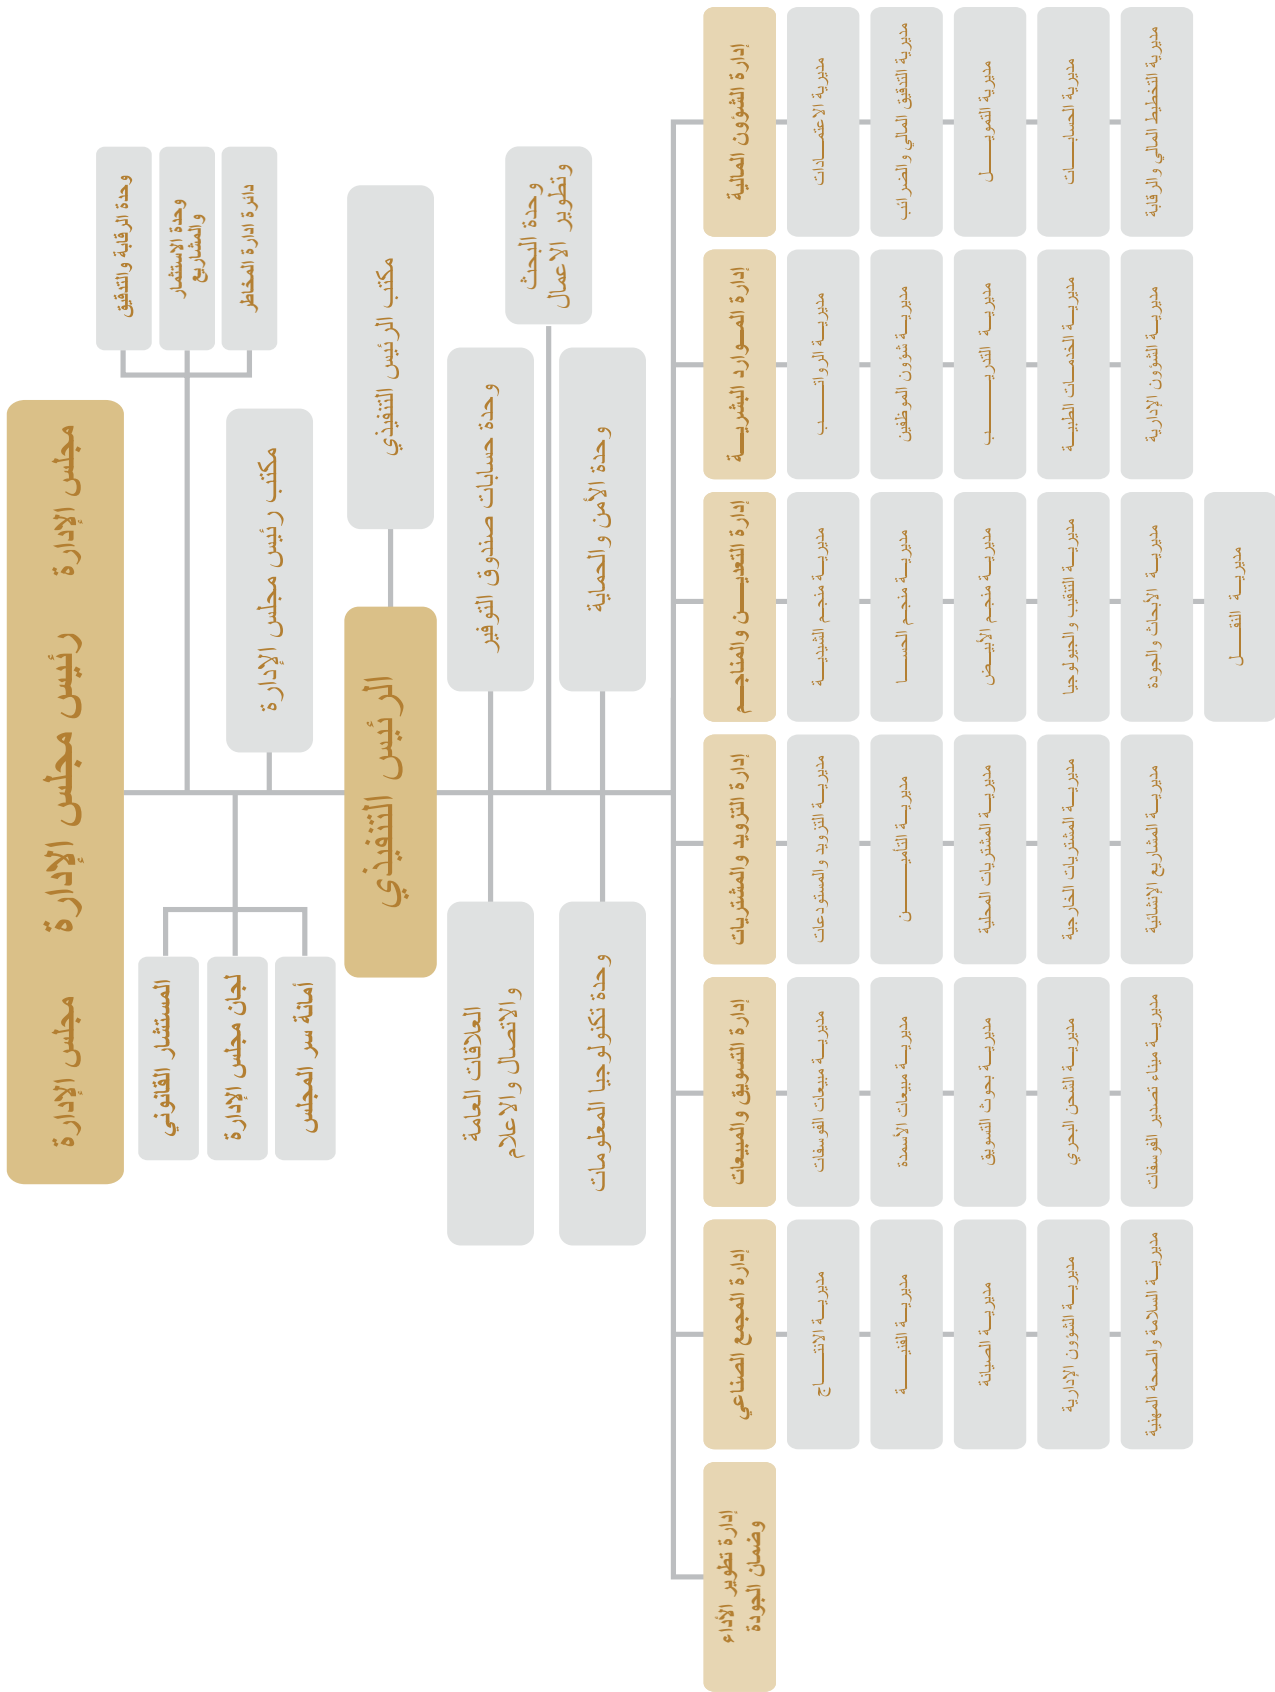 مجلس الإدارة
رئيس مجلس الإدارة
مجلس الإدارة
وحدة الرقابة والتدقيق
وحدة الاستثمار
والمشاريع
دائرة ادارة المخاطر
المستشار القانوني
لجان مجلس الإدارة
أمانة سر المجلس
مكتب رئيس مجلس الإدارة
الرئيس التنفيذي
مكتب الرئيس التنفيذي
وحدة حسابات صندوق التوفير
العلاقات العامة
والاتصال والاعلام
وحدة البحث
وتطوير الاعمال
وحدة الأمن والحماية
وحدة تكنولوجيا المعلومات
إدارة الشؤون المالية
مديرية الاعتمادات
مديرية التدقيق المالي والضرائب
مديرية التمويل
مديرية الحسابات
مديرية التخطيط المالي والرقابة
إدارة الموارد البشرية
مديرية الرواتب
مديرية شؤون الموظفين
مديرية التدريب
مديرية الخدمات الطبية
مديرية الشؤون الإدارية
إدارة التعدين والمناجم
مديرية منجم الشيدية
مديرية منجم الحسا
مديرية منجم الأبيض
مديرية التنقيب والجيولوجيا
مديرية الأبحاث والجودة
مديرية النقل
إدارة التزويد والمشتريات
مديرية التزويد والمستودعات
مديرية التأمين
مديرية المشتريات المحلية
مديرية المشتريات الخارجية
مديرية المشاريع الإنشائية
إدارة التسويق والمبيعات
مديرية مبيعات الفوسفات
مديرية مبيعات الأسمدة
مديرية بحوث التسويق
مديرية الشحن البحري
مديرية ميناء تصدير الفوسفات
إدارة المجمع الصناعي
مديرية الانتاج
مديرية الفنية
مديرية الصيانة
مديرية الشؤون الإدارية
مديرية السلامة والصحة المهنية
إدارة تطوير الأداء
وضمان الجودة